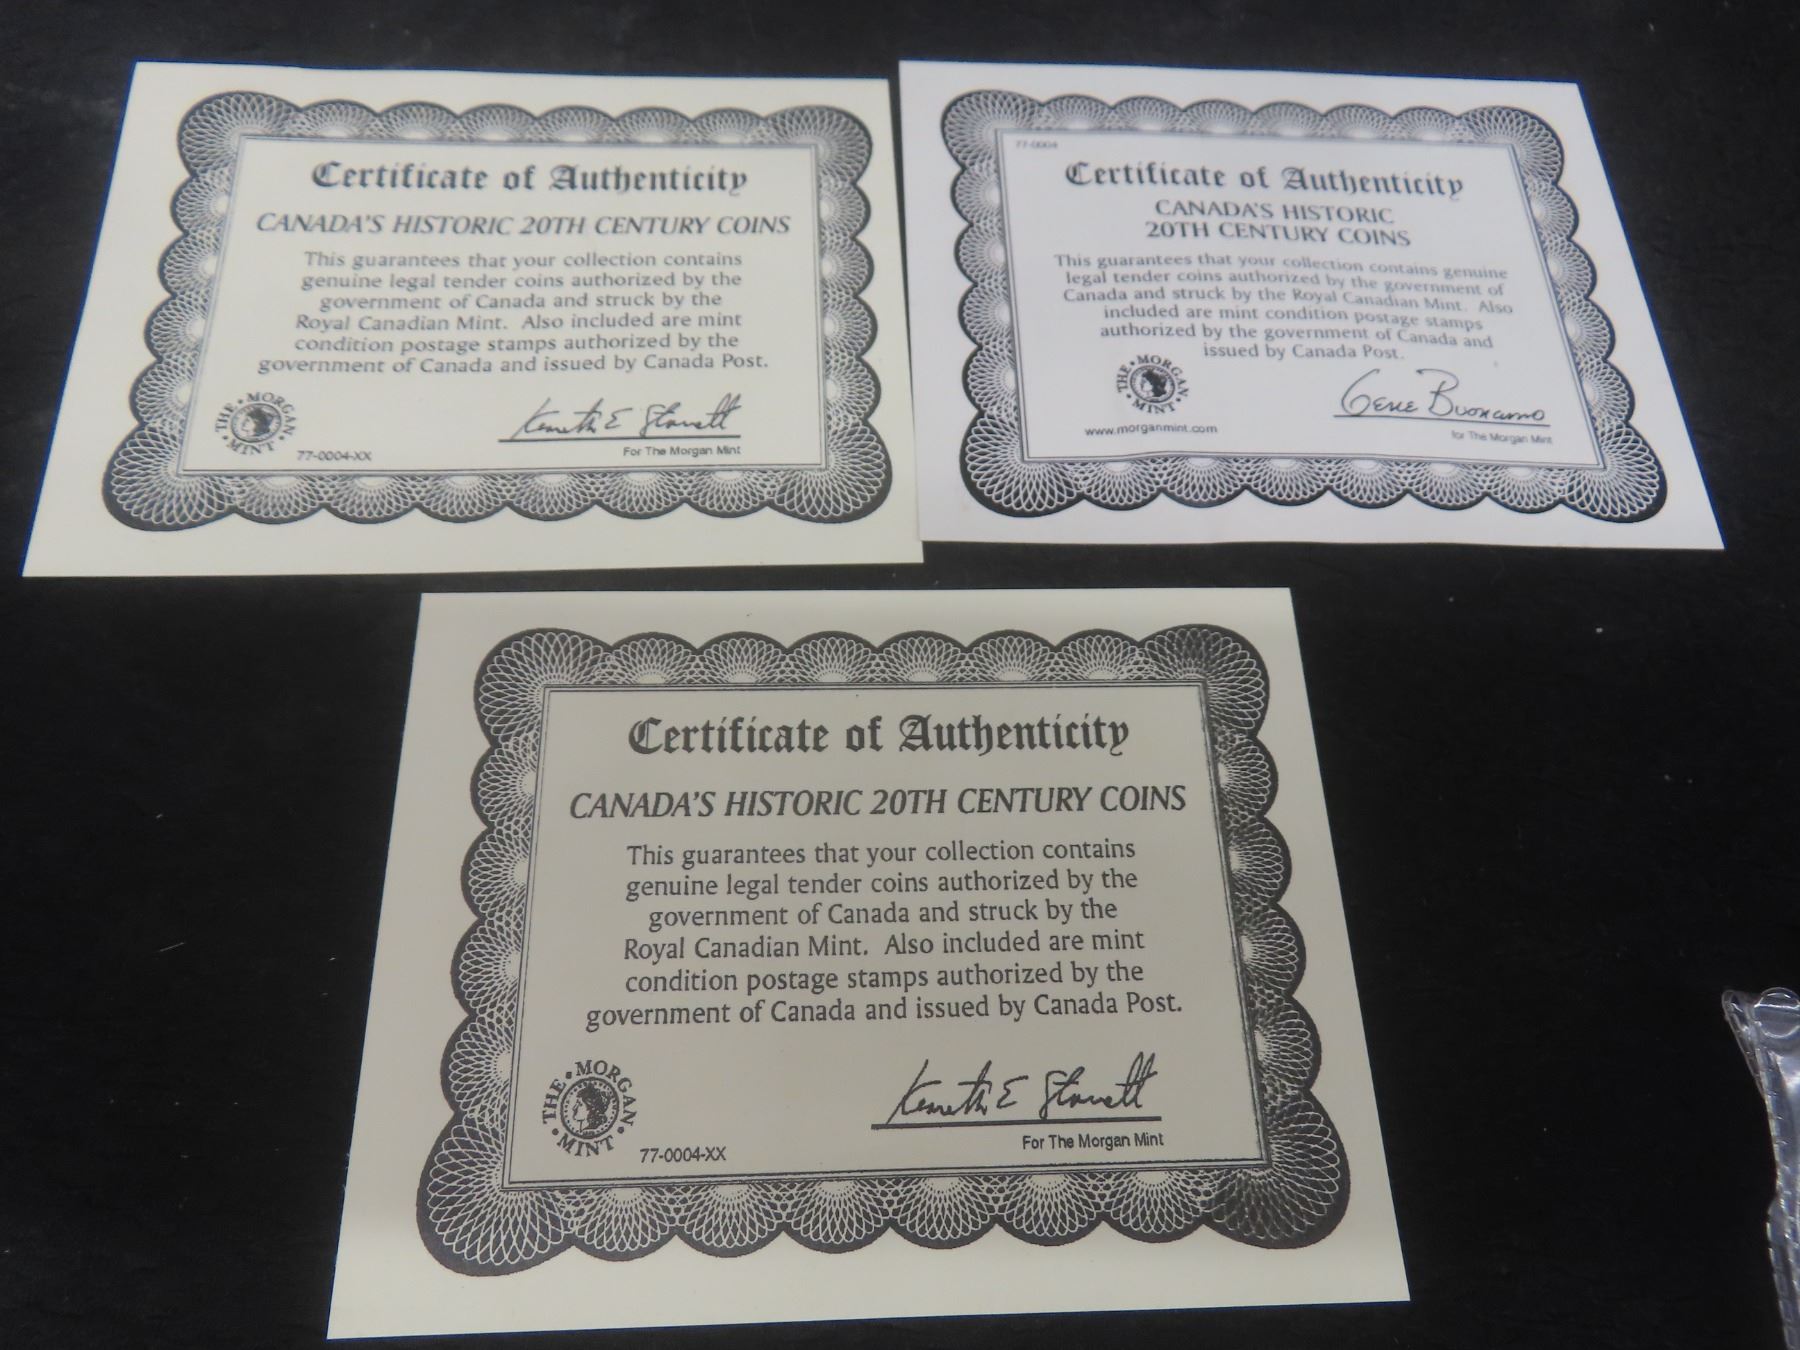 Certificate of Authenticity
CANADA'S HISTORIC 20TH CENTURY COINS
This guarantees that your collection contains
genuine legal tender coins authorized by the
government of Canada and struck by the
Royal Canadian Mint. Also included are mint
condition postage stamps authorized by the
government of Canada and issued by Canada Post.
THE • MORGAN • MINT •
77-0004-XX
Kenneth E
For The Morgan Mint
77-0004
Certificate of Authenticity
CANADA'S HISTORIC
20TH CENTURY COINS
This guarantees that your collection contains genuine
legal tender coins authorized by the government of
Canada and struck by the Royal Canadian Mint. Also
included are mint condition postage stamps
authorized by the government of Canada and
issued by Canada Post.
THE • MORGAN • MINT •
www.morganmint.com
Gene Buonanno
for The Morgan Mint
Certificate of Authenticity
CANADA'S HISTORIC 20TH CENTURY COINS
This guarantees that your collection contains
genuine legal tender coins authorized by the
government of Canada and struck by the
Royal Canadian Mint. Also included are mint
condition postage stamps authorized by the
government of Canada and issued by Canada Post.
THE • MORGAN • MINT •
77-0004-XX
Kenneth E
For The Morgan Mint